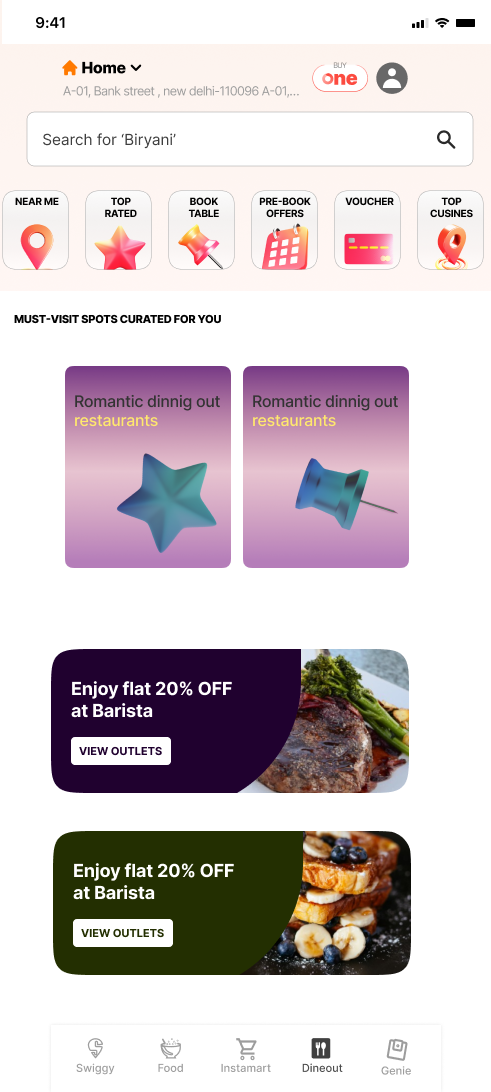 9:41
Home
BUY
one
A-01, Bank street , new delhi-110096 A-01,...
Search for ‘Biryani’
NEAR ME
TOP
RATED
BOOK
TABLE
PRE-BOOK
OFFERS
VOUCHER
TOP
CUSINES
MUST-VISIT SPOTS CURATED FOR YOU
Romantic dinnig out
restaurants
Romantic dinnig out
restaurants
Enjoy flat 20% OFF
at Barista
VIEW OUTLETS
Enjoy flat 20% OFF
at Barista
VIEW OUTLETS
Swiggy
Food
Instamart
Dineout
Genie